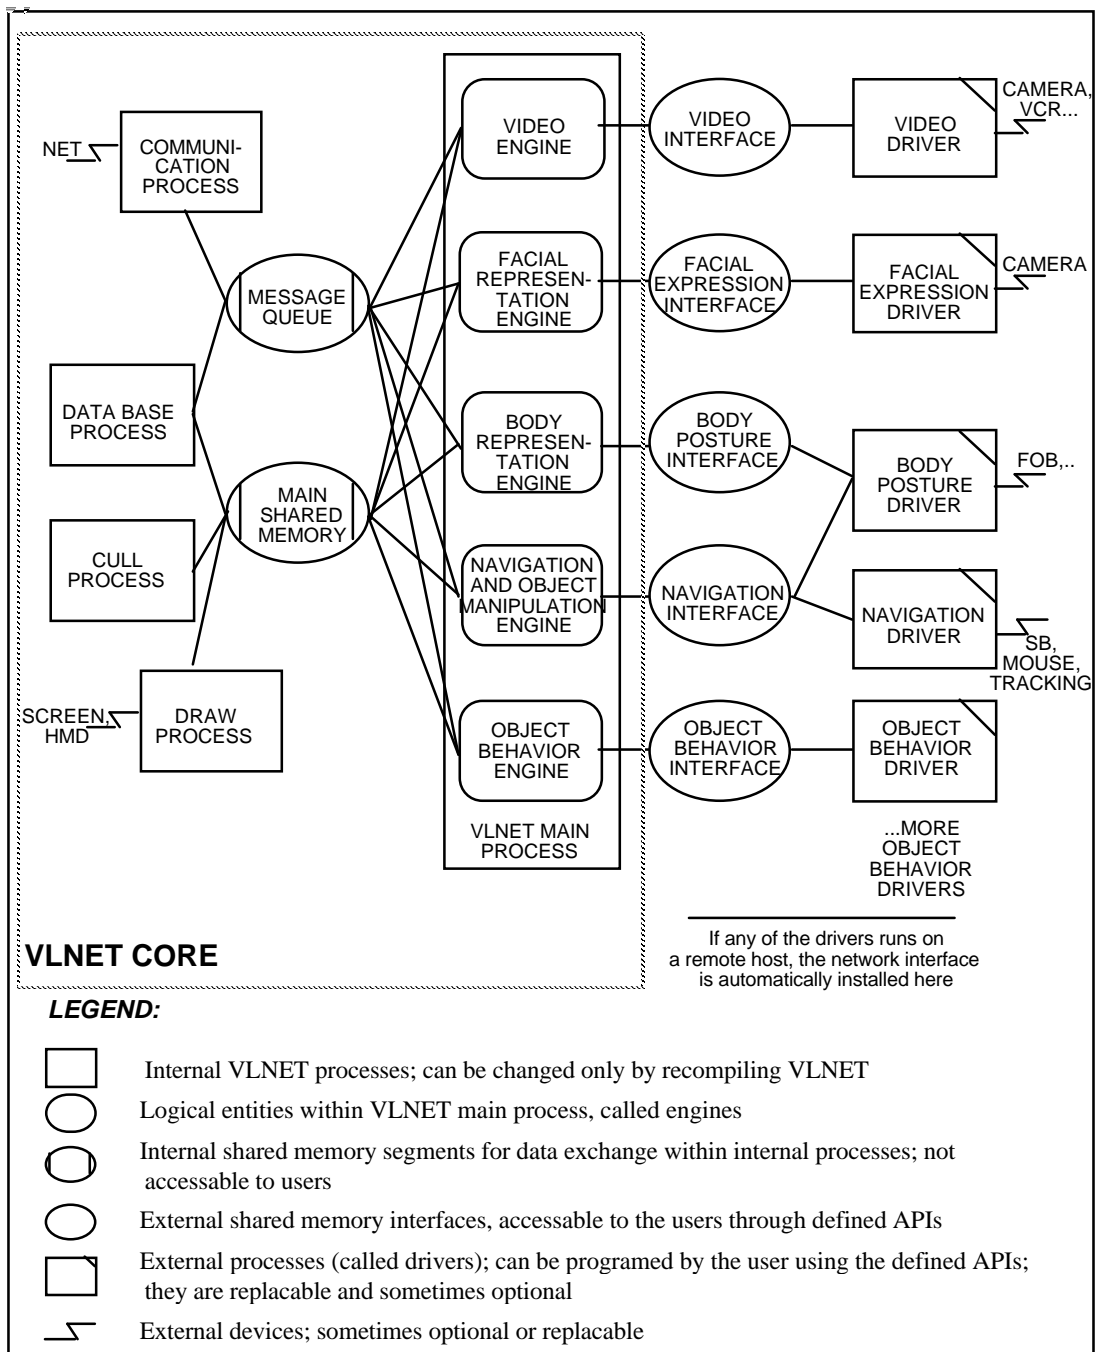 NET
COMMUNI-
CATION
PROCESS
MESSAGE
QUEUE
DATA BASE
PROCESS
MAIN
SHARED
MEMORY
CULL
PROCESS
SCREEN,
HMD
DRAW
PROCESS
VIDEO
ENGINE
FACIAL
REPRESEN-
TATION
ENGINE
BODY
REPRESEN-
TATION
ENGINE
NAVIGATION
AND OBJECT
MANIPULATION
ENGINE
OBJECT
BEHAVIOR
ENGINE
VLNET MAIN
PROCESS
VIDEO
INTERFACE
FACIAL
EXPRESSION
INTERFACE
BODY
POSTURE
INTERFACE
NAVIGATION
INTERFACE
OBJECT
BEHAVIOR
INTERFACE
VIDEO
DRIVER
CAMERA,
VCR...
FACIAL
EXPRESSION
DRIVER
CAMERA
BODY
POSTURE
DRIVER
FOB,..
NAVIGATION
DRIVER
SB,
MOUSE,
TRACKING
OBJECT
BEHAVIOR
DRIVER
...MORE
OBJECT
BEHAVIOR
DRIVERS
If any of the drivers runs on
a remote host, the network interface
is automatically installed here
VLNET CORE
LEGEND:
Internal VLNET processes; can be changed only by recompiling VLNET
Logical entities within VLNET main process, called engines
Internal shared memory segments for data exchange within internal processes; not
accessable to users
External shared memory interfaces, accessable to the users through defined APIs
External processes (called drivers); can be programed by the user using the defined APIs;
they are replacable and sometimes optional
External devices; sometimes optional or replacable